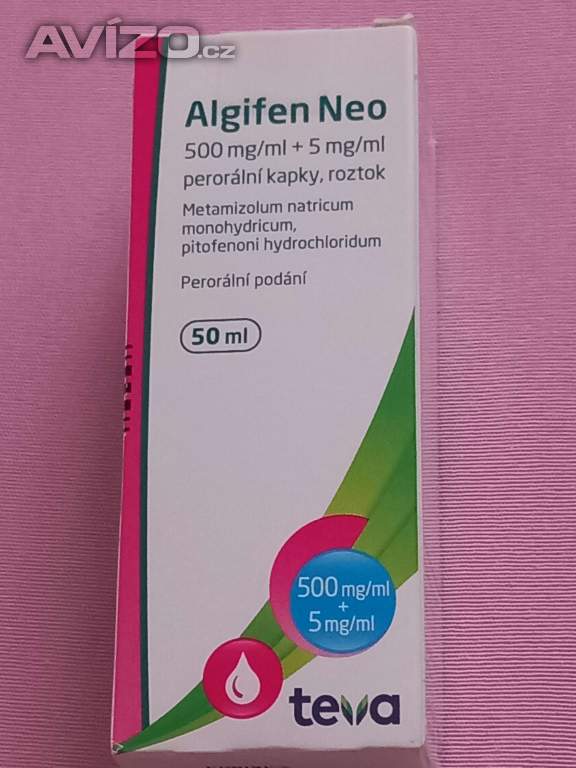 AVÍZO.cz
Algifen Neo
500 mg/ml + 5 mg/ml
perorální kapky, roztok
Metamizolum natricum
monohydricum,
pitofenoni hydrochloridum
Perorální podání
50 ml
500 mg/ml
+
5 mg/ml
teva